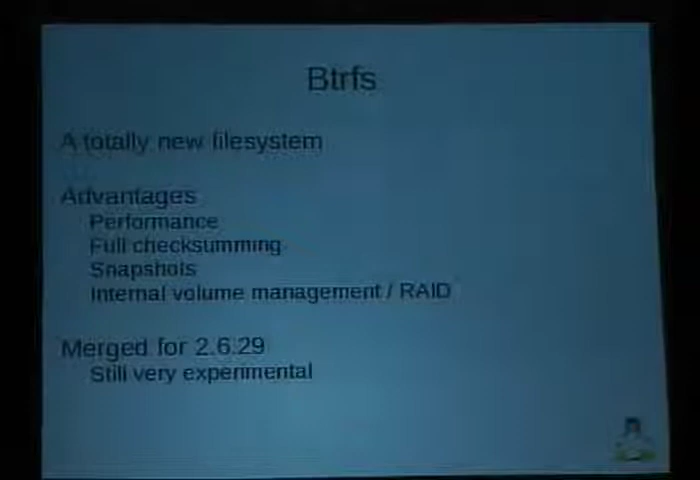 Btrfs
A totally new filesystem
Advantages
Performance
Full checksumming
Snapshots
Internal volume management / RAID
Merged for 2.6.29
Still very experimental